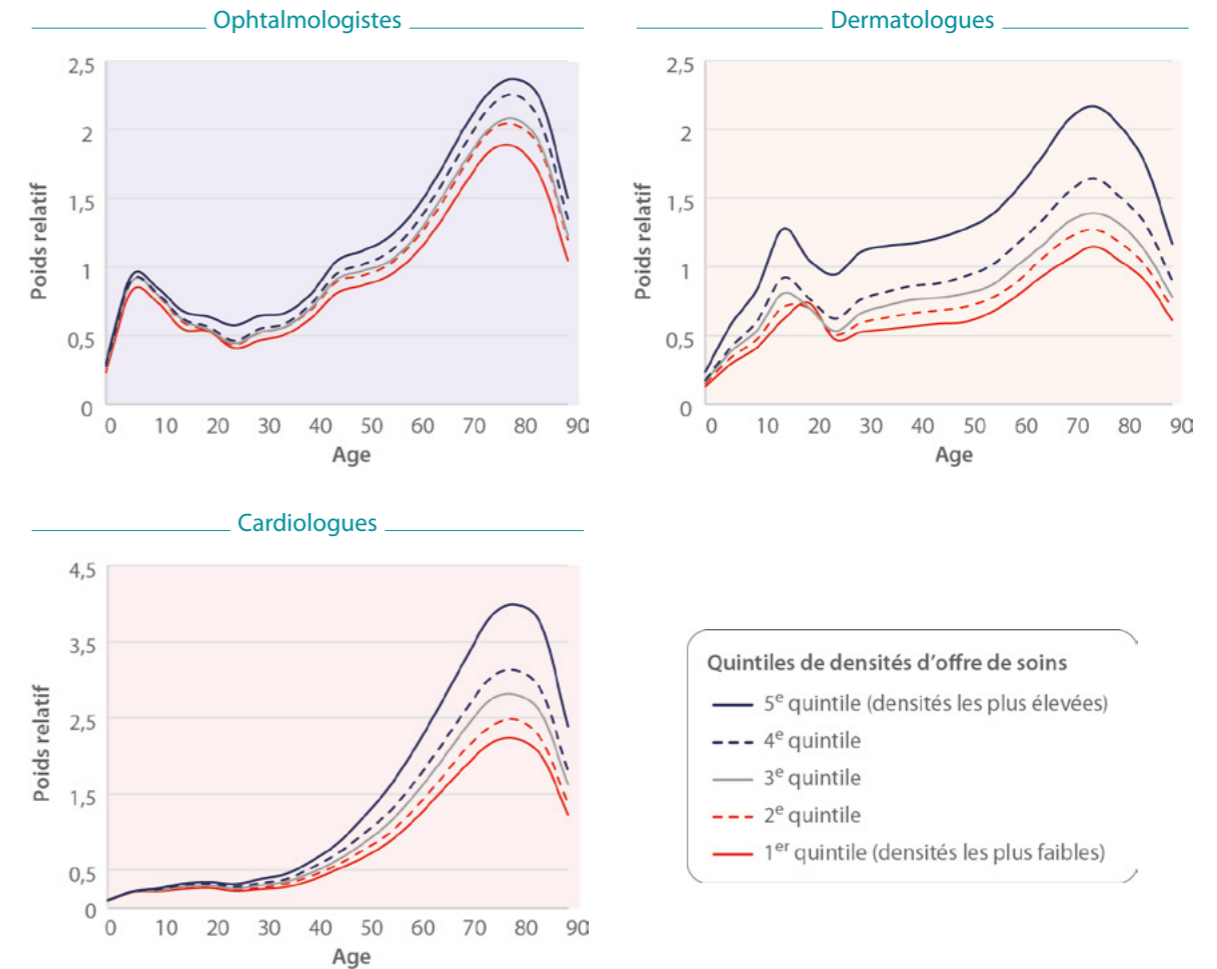 Ophtalmologistes
2,5
2
1,5
1
0,5
0
Poids relatif
0 10 20 30 40 50 60 70 80 90
Age
Dermatologues
2,5
2
1,5
1
0,5
0
Poids relatif
0 10 20 30 40 50 60 70 80 90
Age
Cardiologues
4,5
3,5
2,5
1,5
0,5
0
Poids relatif
0 10 20 30 40 50 60 70 80 90
Age
Quintiles de densités d'offre de soins
5e quintile (densités les plus élevées)
4e quintile
3e quintile
2e quintile
1er quintile (densités les plus faibles)